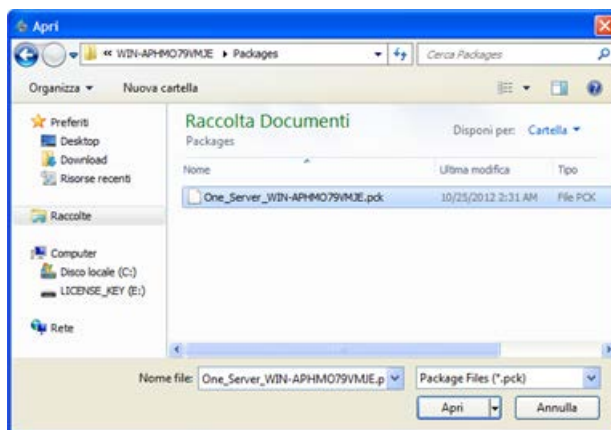 Apri
« WIN-APHMO79VMJE ▸ Packages
Cerca Packages
Organizza
Nuova cartella
Preferiti
Desktop
Download
Risorse recenti
Raccolte
Computer
Disco locale (C:)
LICENSE_KEY (E:)
Rete
Raccolta Documenti
Packages
Disponi per: Cartella
Nome Ultima modifica Tipo
One_Server_WIN-APHMO79VMJE.pck 10/25/2012 2:31 AM File PCK
Nome file: One_Server_WIN-APHMO79VMJE.p Package Files (*.pck)
Apri Annulla